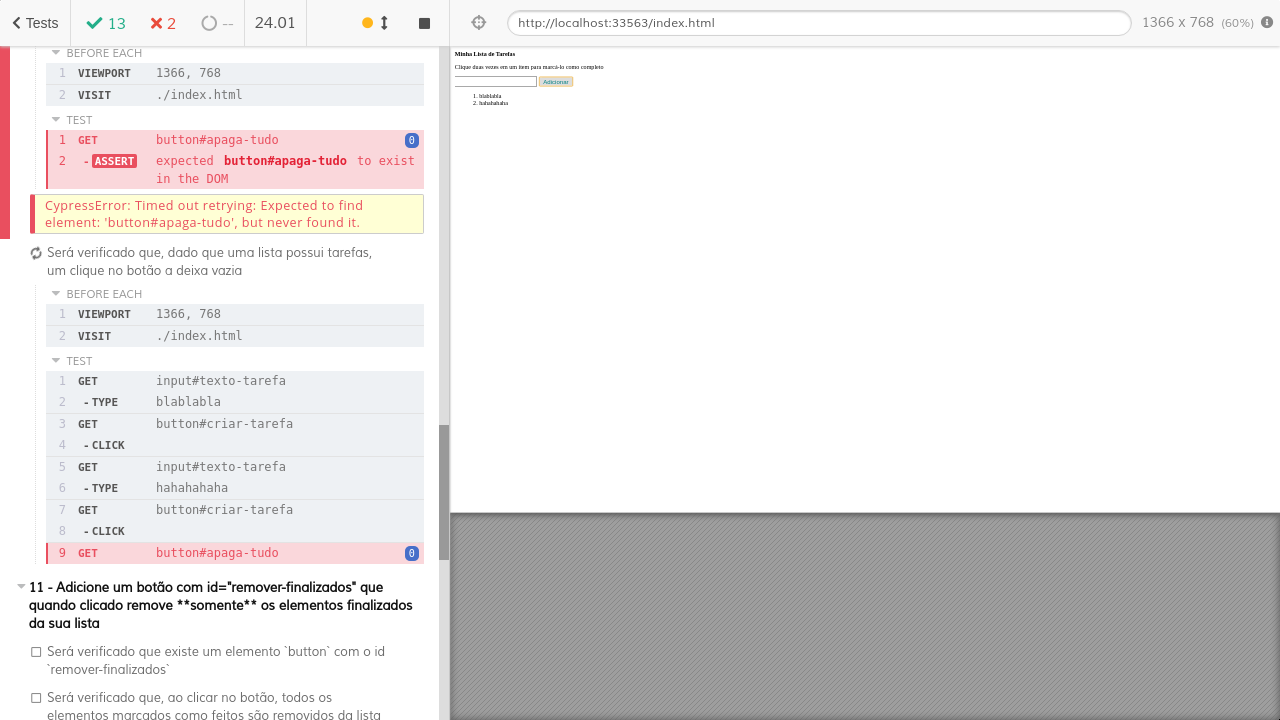 Tests 13 2 -- 24.01
http://localhost:33563/index.html 1366 x 768 (60%)
BEFORE EACH
1 VIEWPORT 1366, 768
2 VISIT ./index.html
TEST
1 GET button#apaga-tudo 0
2 -ASSERT expected button#apaga-tudo to exist
in the DOM
CypressError: Timed out retrying: Expected to find
element: 'button#apaga-tudo', but never found it.
Será verificado que, dado que uma lista possui tarefas,
um clique no botão a deixa vazia
BEFORE EACH
1 VIEWPORT 1366, 768
2 VISIT ./index.html
TEST
1 GET input#texto-tarefa
2 -TYPE blablabla
3 GET button#criar-tarefa
4 -CLICK
5 GET input#texto-tarefa
6 -TYPE hahahahaha
7 GET button#criar-tarefa
8 -CLICK
9 GET button#apaga-tudo 0
11 - Adicione um botão com id="remover-finalizados" que
quando clicado remove **somente** os elementos finalizados
da sua lista
Será verificado que existe um elemento `button` com o id
`remover-finalizados`
Será verificado que, ao clicar no botão, todos os
elementos marcados como feitos são removidos da lista
Minha Lista de Tarefas
Clique duas vezes em um item para marcá-lo como completo
Adicionar
1. blablabla
2. hahahahaha